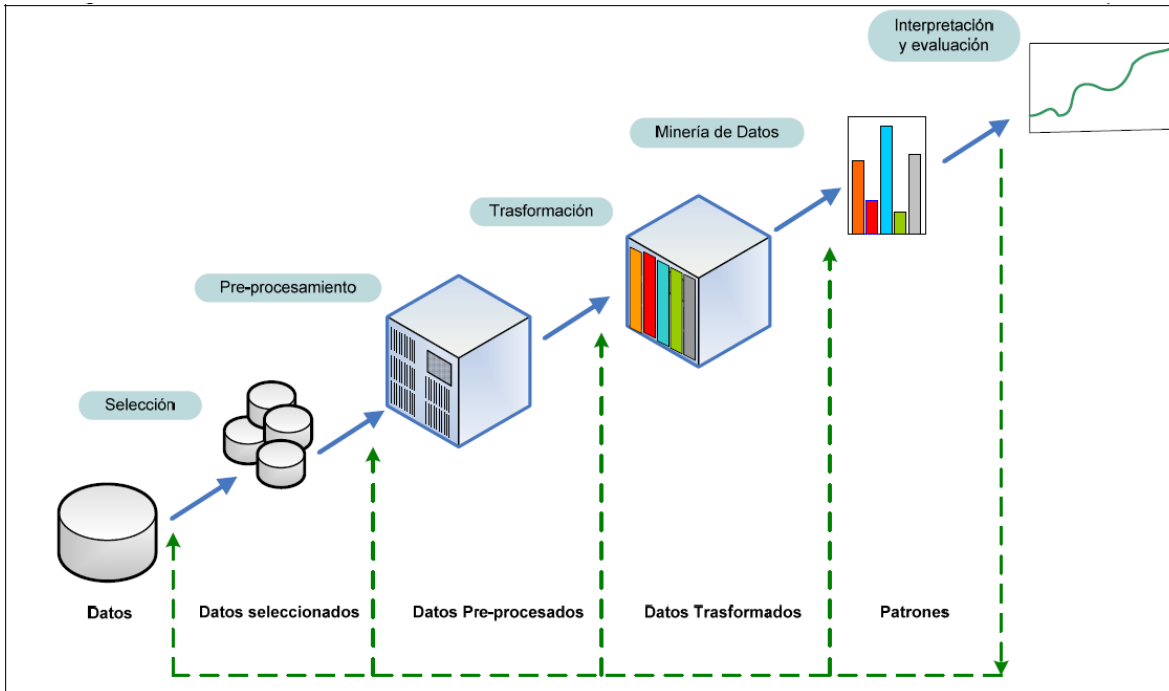 Interpretación
y evaluación
Minería de Datos
Trasformación
Pre-procesamiento
Selección
Datos
Datos seleccionados
Datos Pre-procesados
Datos Trasformados
Patrones